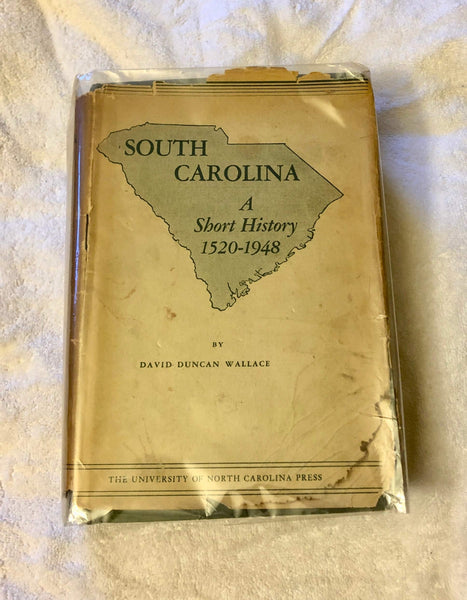 SOUTH
CAROLINA
A
Short History
1520-1948
BY
DAVID DUNCAN WALLACE
THE UNIVERSITY OF NORTH CAROLINA PRESS